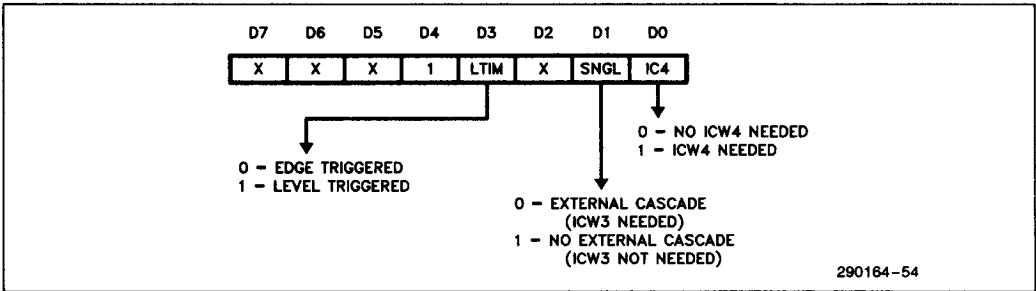 D7 D6 D5 D4 D3 D2 D1 D0
X X X 1 LTIM X SNGL IC4
0 – NO ICW4 NEEDED
1 – ICW4 NEEDED
0 – EDGE TRIGGERED
1 – LEVEL TRIGGERED
0 – EXTERNAL CASCADE
(ICW3 NEEDED)
1 – NO EXTERNAL CASCADE
(ICW3 NOT NEEDED)
290164–54